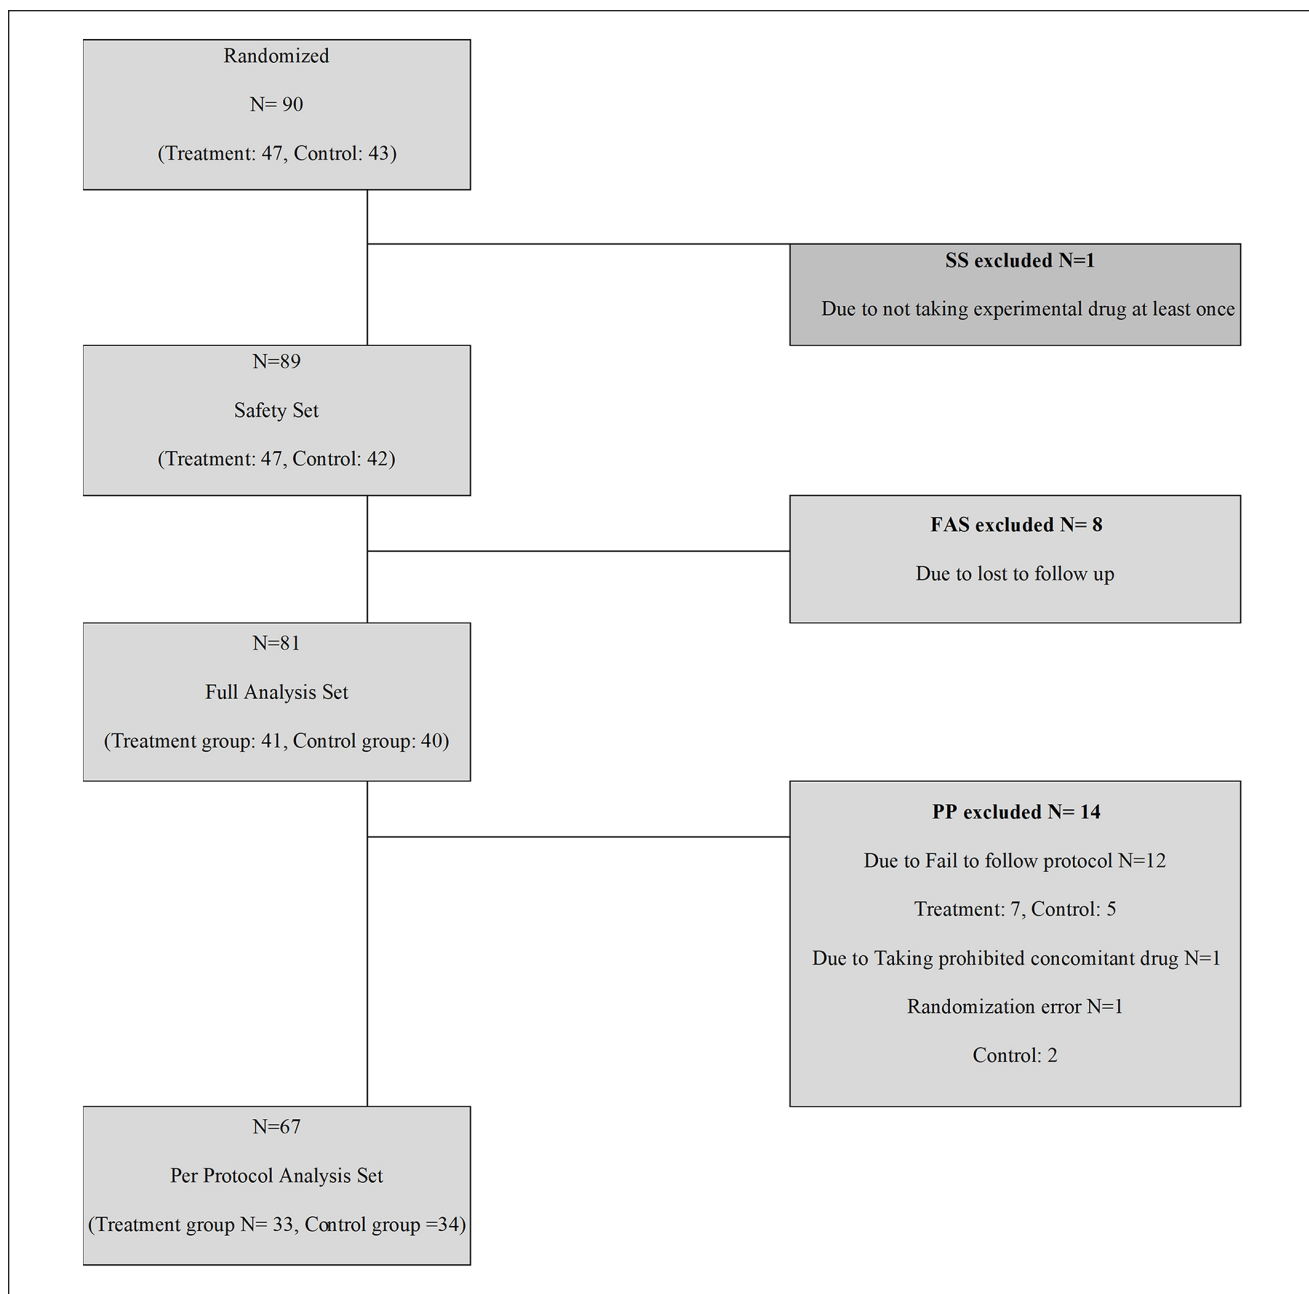 Randomized
N= 90
(Treatment: 47, Control: 43)
SS excluded N=1
Due to not taking experimental drug at least once
N=89
Safety Set
(Treatment: 47, Control: 42)
FAS excluded N= 8
Due to lost to follow up
N=81
Full Analysis Set
(Treatment group: 41, Control group: 40)
PP excluded N= 14
Due to Fail to follow protocol N=12
Treatment: 7, Control: 5
Due to Taking prohibited concomitant drug N=1
Randomization error N=1
Control: 2
N=67
Per Protocol Analysis Set
(Treatment group N= 33, Control group =34)